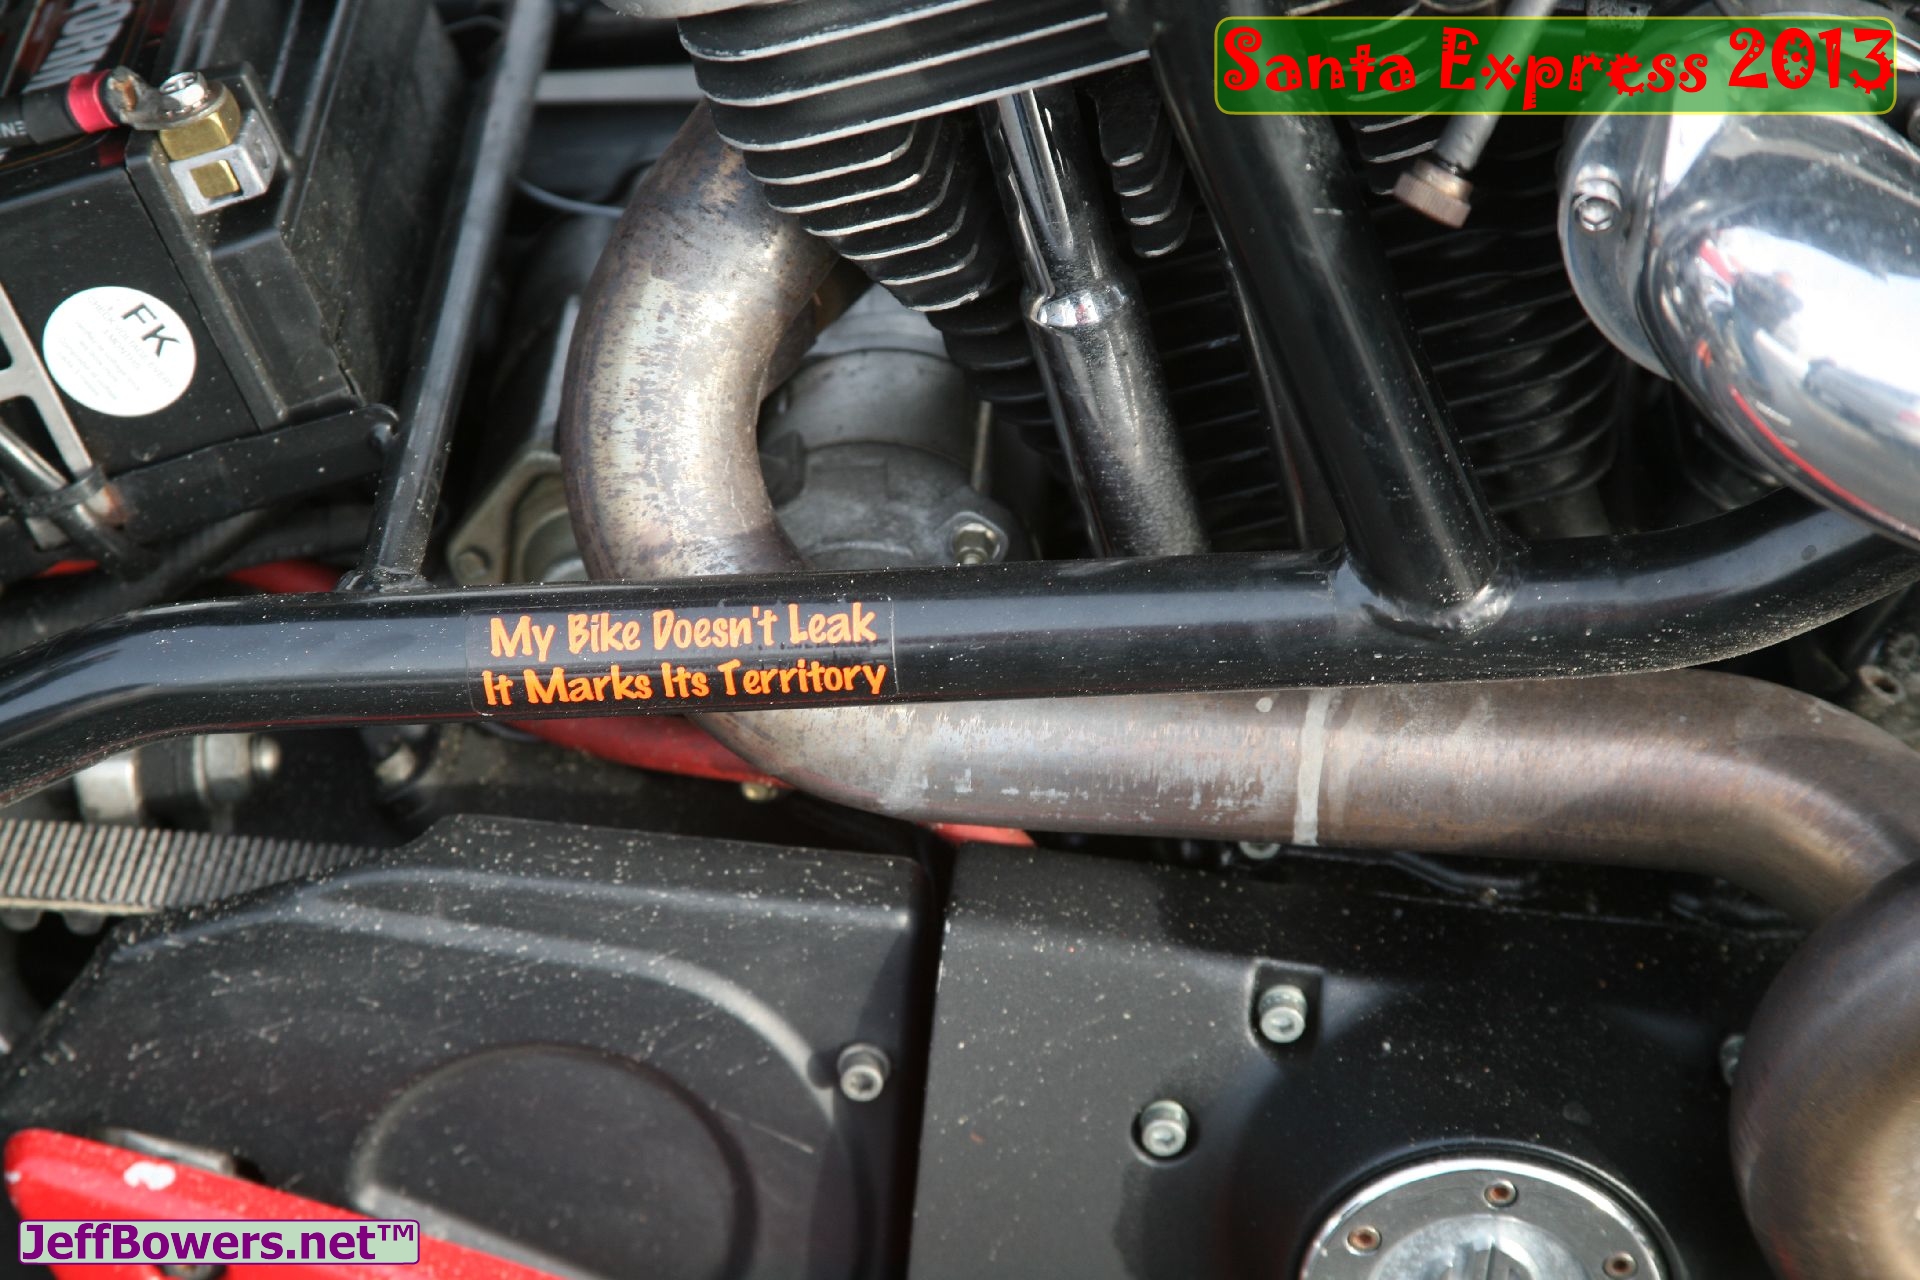 Santa Express 2013
FK
My Bike Doesn't Leak
It Marks Its Territory
JeffBowers.net™